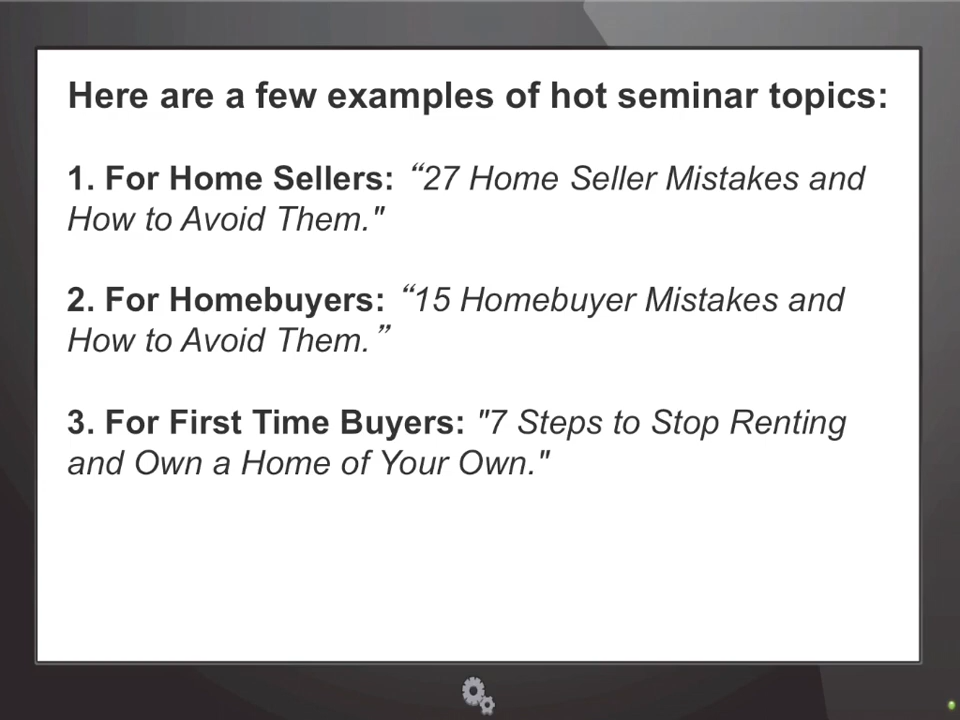 Here are a few examples of hot seminar topics:
1. For Home Sellers: “27 Home Seller Mistakes and
How to Avoid Them."
2. For Homebuyers: “15 Homebuyer Mistakes and
How to Avoid Them.”
3. For First Time Buyers: "7 Steps to Stop Renting
and Own a Home of Your Own."